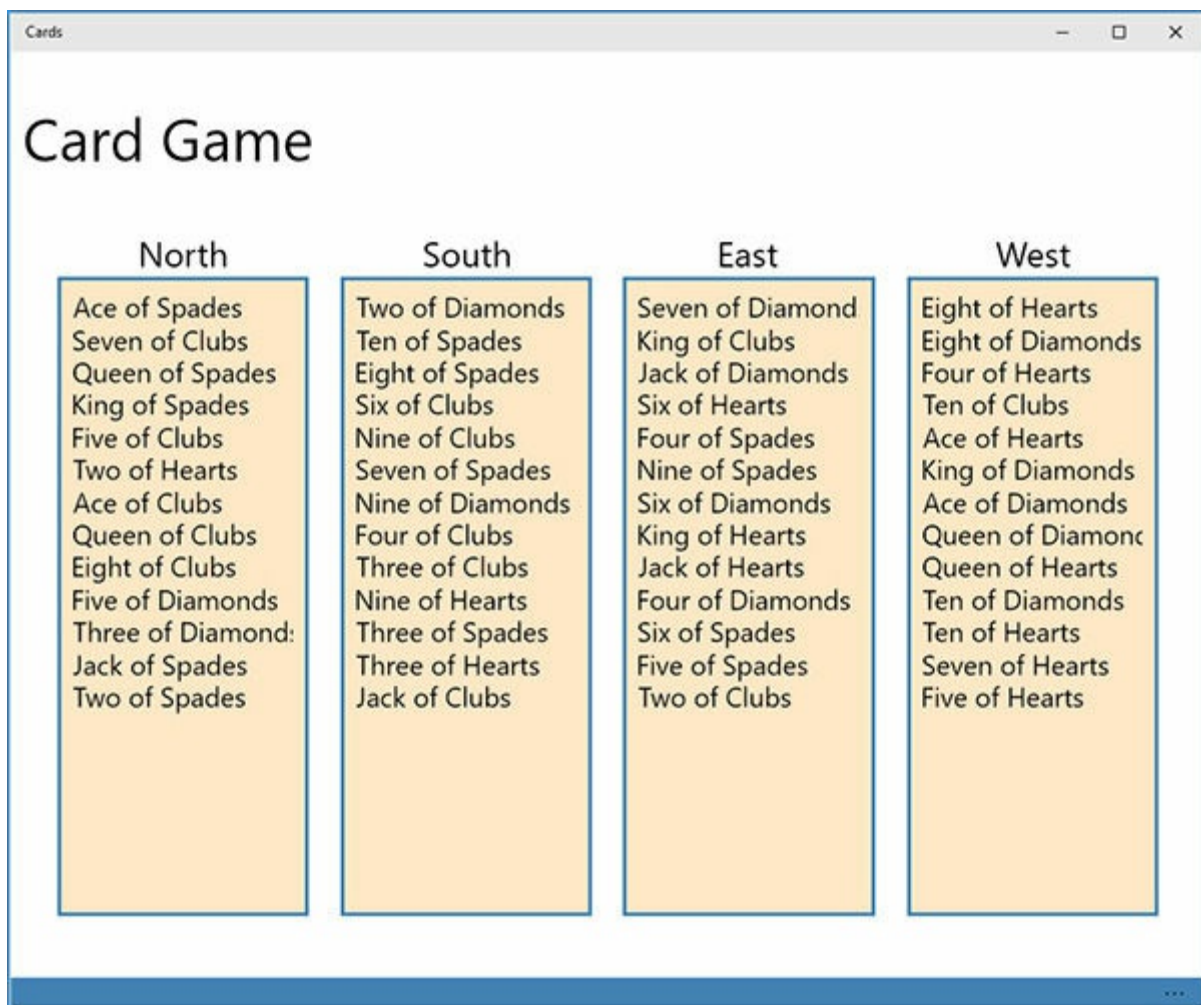 Cards
Card Game
North
Ace of Spades
Seven of Clubs
Queen of Spades
King of Spades
Five of Clubs
Two of Hearts
Ace of Clubs
Queen of Clubs
Eight of Clubs
Five of Diamonds
Three of Diamonds
Jack of Spades
Two of Spades
South
Two of Diamonds
Ten of Spades
Eight of Spades
Six of Clubs
Nine of Clubs
Seven of Spades
Nine of Diamonds
Four of Clubs
Three of Clubs
Nine of Hearts
Three of Spades
Three of Hearts
Jack of Clubs
East
Seven of Diamond
King of Clubs
Jack of Diamonds
Six of Hearts
Four of Spades
Nine of Spades
Six of Diamonds
King of Hearts
Jack of Hearts
Four of Diamonds
Six of Spades
Five of Spades
Two of Clubs
West
Eight of Hearts
Eight of Diamonds
Four of Hearts
Ten of Clubs
Ace of Hearts
King of Diamonds
Ace of Diamonds
Queen of Diamond
Queen of Hearts
Ten of Diamonds
Ten of Hearts
Seven of Hearts
Five of Hearts